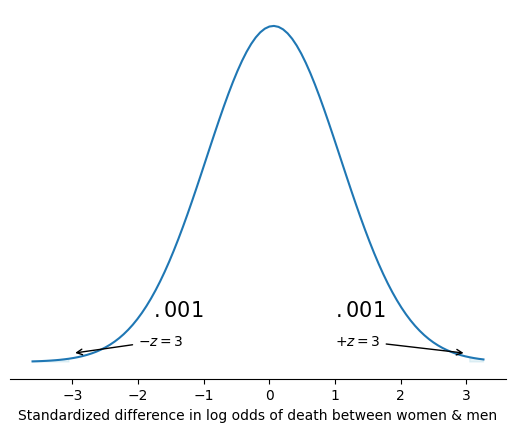 .001 .001
−z = 3 +z = 3
−3 −2 −1 0 1 2 3
Standardized difference in log odds of death between women & men